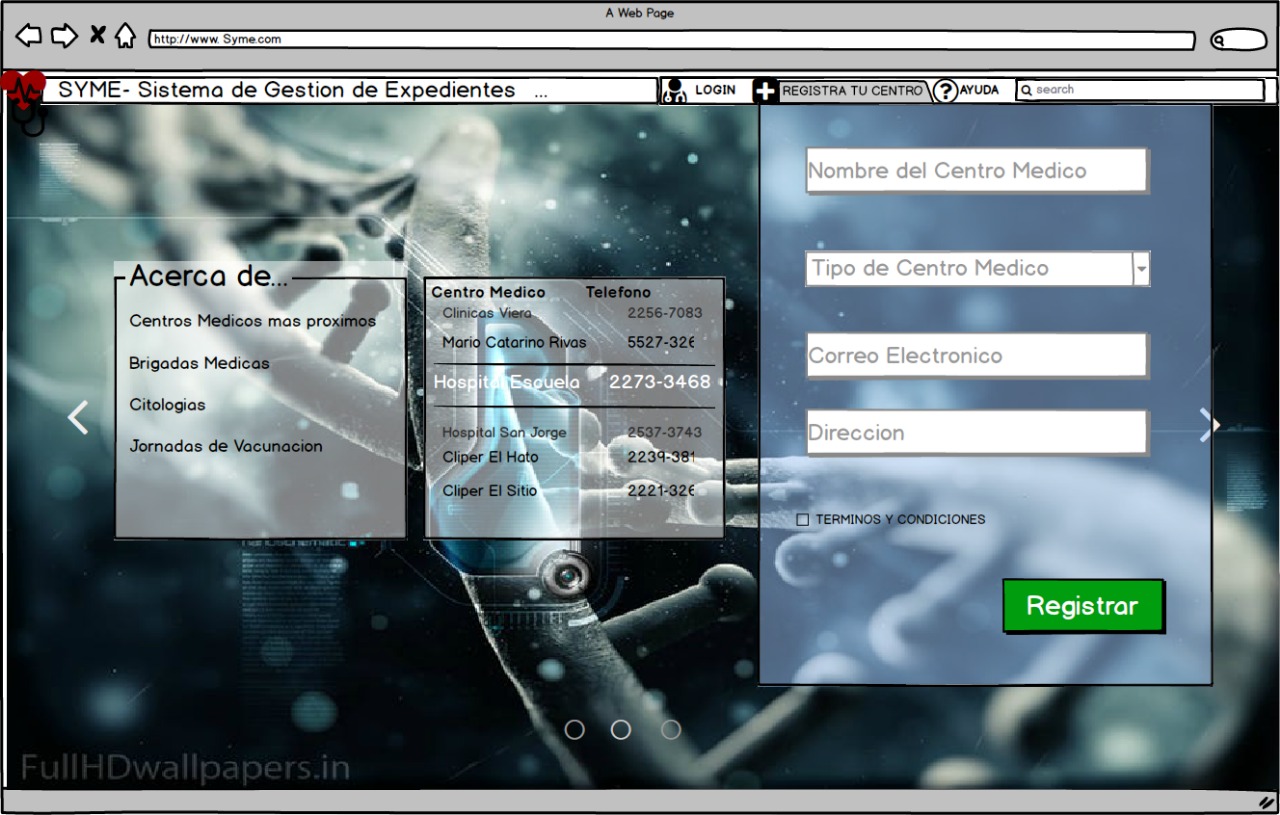 A Web Page
http://www. Syme.com
SYME- Sistema de Gestion de Expedientes ...
LOGIN
REGISTRA TU CENTRO
? AYUDA
search
Nombre del Centro Medico
Tipo de Centro Medico
Correo Electronico
Direccion
TERMINOS Y CONDICIONES
Registrar
Acerca de...
Centros Medicos mas proximos
Brigadas Medicas
Citologias
Jornadas de Vacunacion
Centro Medico Telefono
Clinicas Viera 2256-7083
Mario Catarino Rivas 5527-326
Hospital Escuela 2273-3468
Hospital San Jorge 2537-3743
Cliper El Hato 2239-381
Cliper El Sitio 2221-326
FullHDwallpapers.in